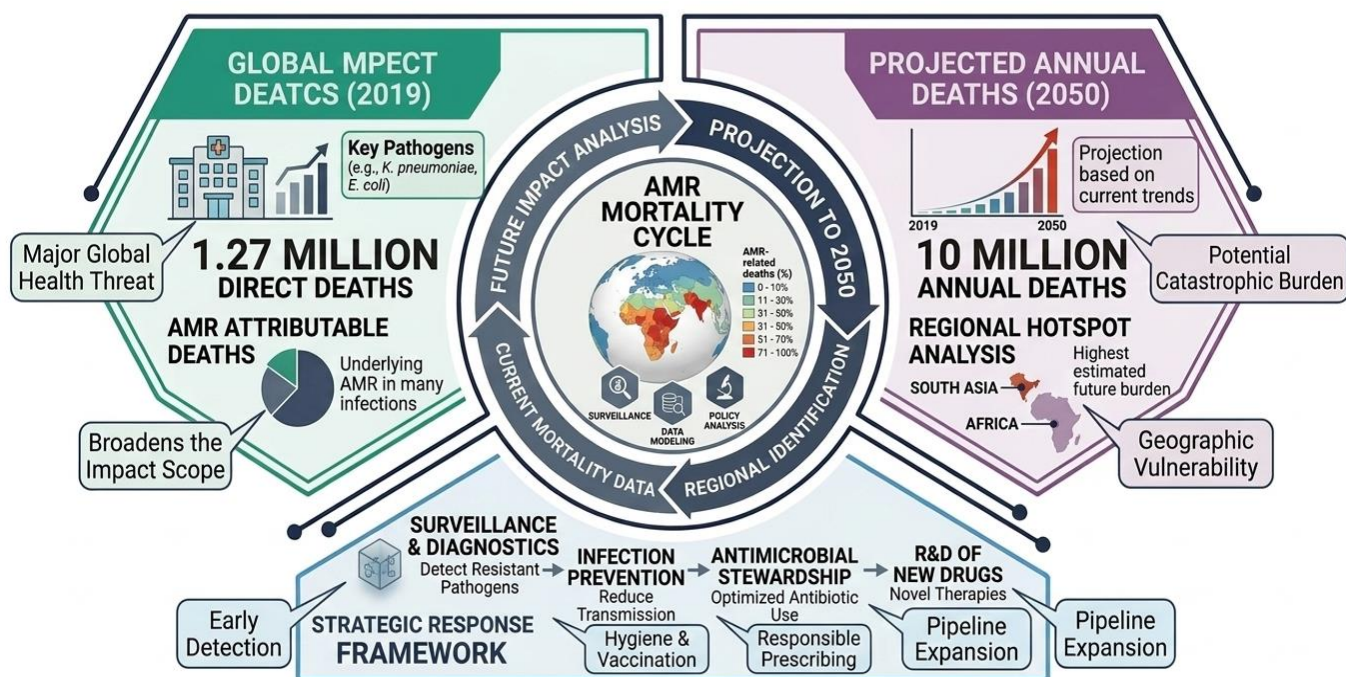 GLOBAL MPECT
DEATCS (2019)
Key Pathogens
(e.g., K. pneumoniae,
E. coli)
Major Global
Health Threat
1.27 MILLION
DIRECT DEATHS
AMR ATTRIBUTABLE
DEATHS
Underlying
AMR in many
infections
Broadens the
Impact Scope
FUTURE IMPACT ANALYSIS
PROJECTION TO 2050
REGIONAL IDENTIFICATION
CURRENT MORTALITY DATA
AMR
MORTALITY
CYCLE
AMR-
related
deaths (%)
0 - 10%
11 - 30%
31 - 50%
31 - 50%
51 - 70%
71 - 100%
SURVEILLANCE
DATA
MODELING
POLICY
ANALYSIS
PROJECTED ANNUAL
DEATHS (2050)
2019
2050
Projection
based on
current trends
10 MILLION
ANNUAL DEATHS
Potential
Catastrophic Burden
REGIONAL HOTSPOT
ANALYSIS
Highest
estimated
future burden
SOUTH ASIA
AFRICA
Geographic
Vulnerability
SURVEILLANCE
& DIAGNOSTICS
Detect Resistant
Pathogens
INFECTION
PREVENTION
Reduce
Transmission
ANTIMICROBIAL
STEWARDSHIP
Optimized Antibiotic
Use
R&D OF
NEW DRUGS
Novel Therapies
Early
Detection
STRATEGIC RESPONSE
FRAMEWORK
Hygiene &
Vaccination
Responsible
Prescribing
Pipeline
Expansion
Pipeline
Expansion